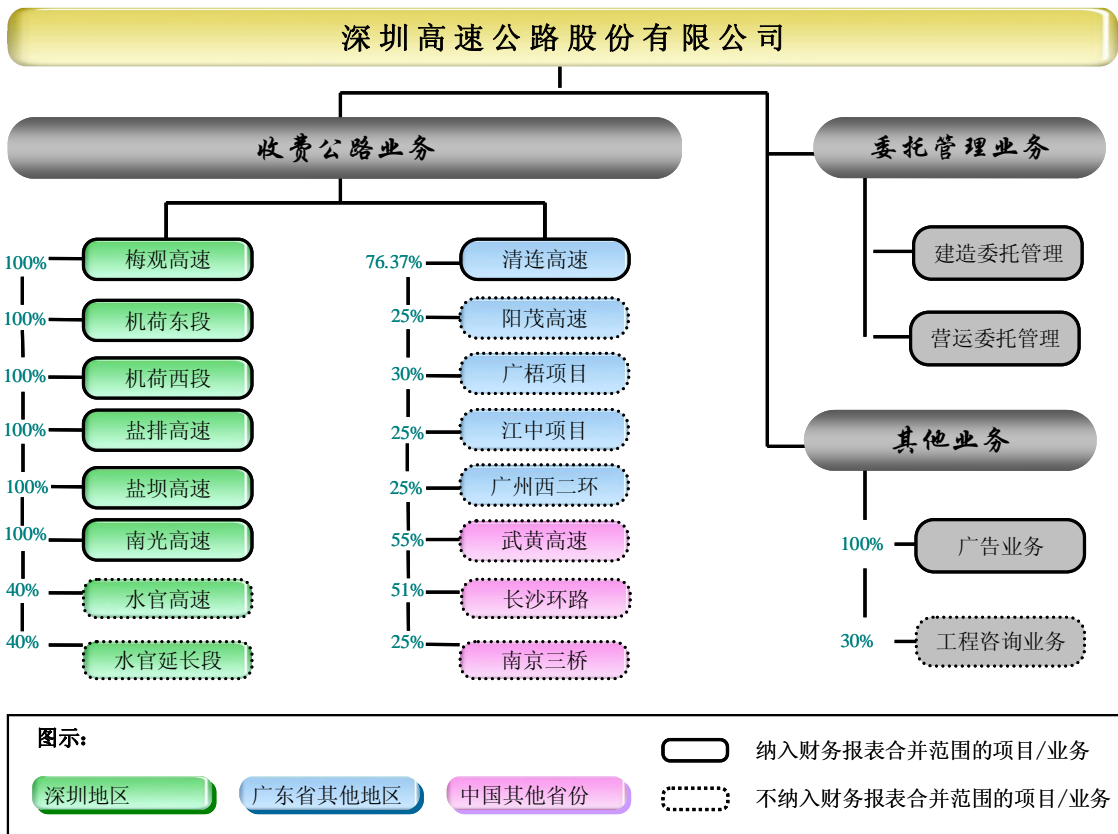 深圳高速公路股份有限公司
收费公路业务
委托管理业务
100% 梅观高速
100% 机荷东段
100% 机荷西段
100% 盐排高速
100% 盐坝高速
100% 南光高速
40% 水官高速
40% 水官延长段
76.37% 清连高速
25% 阳茂高速
30% 广梧项目
25% 江中项目
25% 广州西二环
55% 武黄高速
51% 长沙环路
25% 南京三桥
建造委托管理
营运委托管理
其他业务
100% 广告业务
30% 工程咨询业务
图示：
深圳地区
广东省其他地区
中国其他省份
纳入财务报表合并范围的项目/业务
不纳入财务报表合并范围的项目/业务